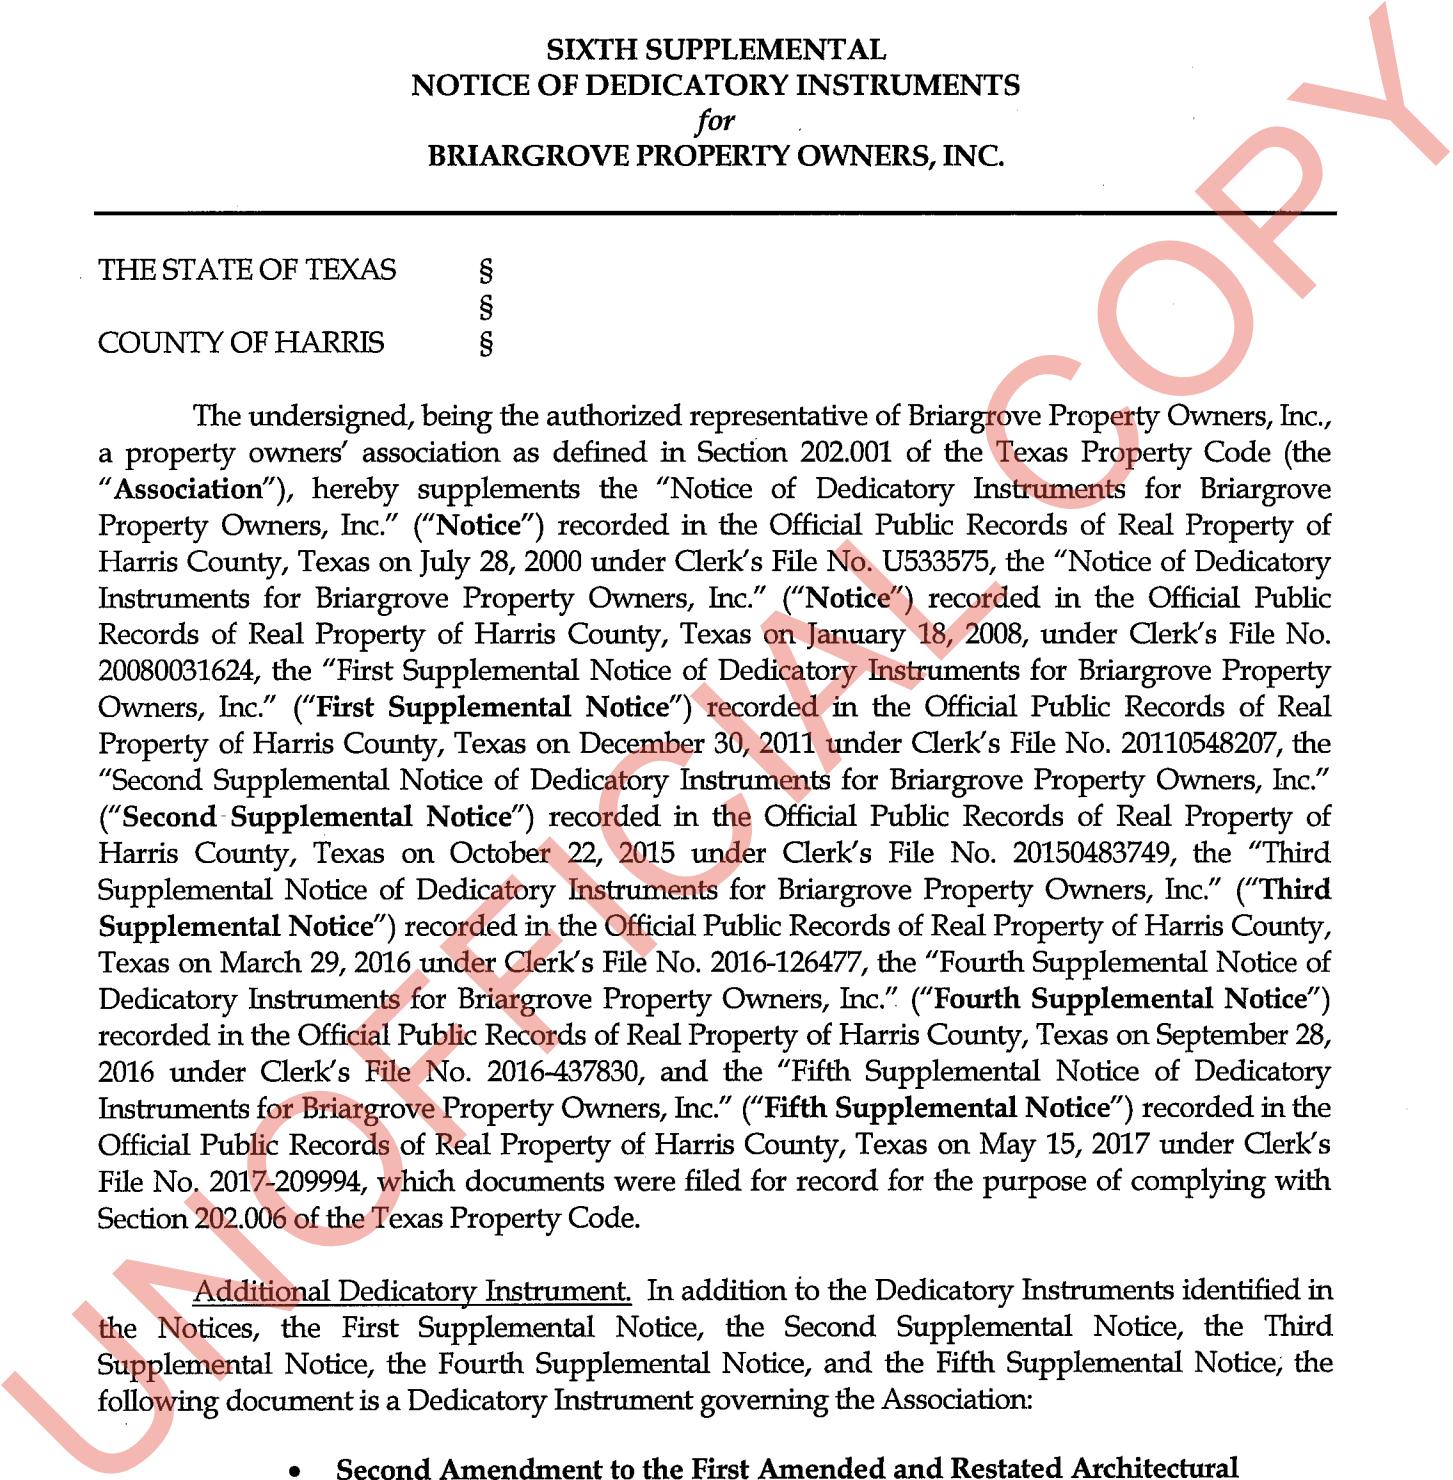 SIXTH SUPPLEMENTAL
NOTICE OF DEDICATORY INSTRUMENTS
for
BRIARGROVE PROPERTY OWNERS, INC.
THE STATE OF TEXAS §
§
COUNTY OF HARRIS §
The undersigned, being the authorized representative of Briargrove Property Owners, Inc.,
a property owners' association as defined in Section 202.001 of the Texas Property Code (the
"Association"), hereby supplements the "Notice of Dedicatory Instruments for Briargrove
Property Owners, Inc." ("Notice") recorded in the Official Public Records of Real Property of
Harris County, Texas on July 28, 2000 under Clerk's File No. U533575, the "Notice of Dedicatory
Instruments for Briargrove Property Owners, Inc." ("Notice") recorded in the Official Public
Records of Real Property of Harris County, Texas on January 18, 2008, under Clerk's File No.
20080031624, the "First Supplemental Notice of Dedicatory Instruments for Briargrove Property
Owners, Inc." ("First Supplemental Notice") recorded in the Official Public Records of Real
Property of Harris County, Texas on December 30, 2011 under Clerk's File No. 20110548207, the
"Second Supplemental Notice of Dedicatory Instruments for Briargrove Property Owners, Inc."
("Second Supplemental Notice") recorded in the Official Public Records of Real Property of
Harris County, Texas on October 22, 2015 under Clerk's File No. 20150483749, the "Third
Supplemental Notice of Dedicatory Instruments for Briargrove Property Owners, Inc." ("Third
Supplemental Notice") recorded in the Official Public Records of Real Property of Harris County,
Texas on March 29, 2016 under Clerk's File No. 2016-126477, the "Fourth Supplemental Notice of
Dedicatory Instruments for Briargrove Property Owners, Inc." ("Fourth Supplemental Notice")
recorded in the Official Public Records of Real Property of Harris County, Texas on September 28,
2016 under Clerk's File No. 2016-437830, and the "Fifth Supplemental Notice of Dedicatory
Instruments for Briargrove Property Owners, Inc." ("Fifth Supplemental Notice") recorded in the
Official Public Records of Real Property of Harris County, Texas on May 15, 2017 under Clerk's
File No. 2017-209994, which documents were filed for record for the purpose of complying with
Section 202.006 of the Texas Property Code.
Additional Dedicatory Instrument. In addition to the Dedicatory Instruments identified in
the Notices, the First Supplemental Notice, the Second Supplemental Notice, the Third
Supplemental Notice, the Fourth Supplemental Notice, and the Fifth Supplemental Notice, the
following document is a Dedicatory Instrument governing the Association:
• Second Amendment to the First Amended and Restated Architectural
UNOFFICIAL COPY